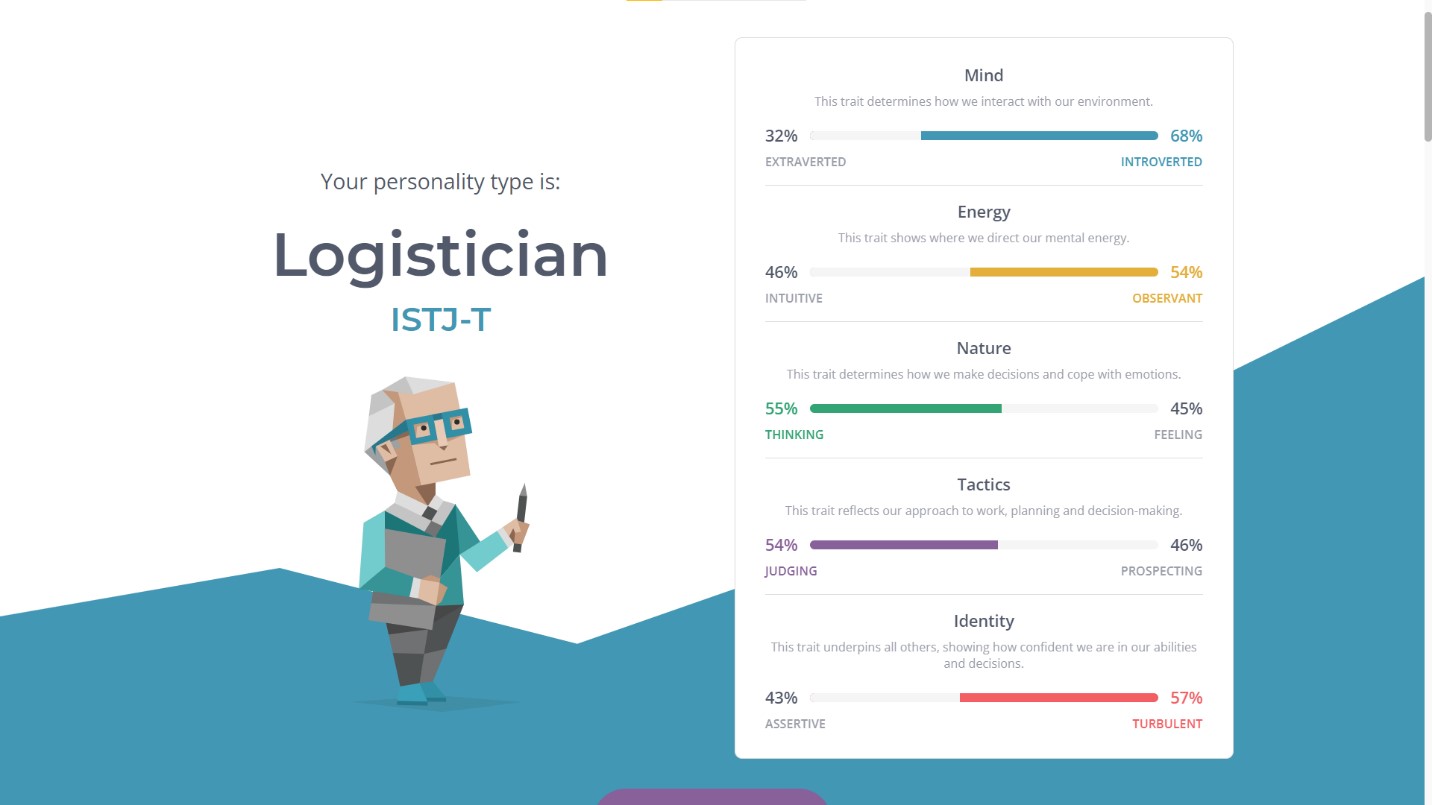 Your personality type is:
Logistician
ISTJ-T
Mind
This trait determines how we interact with our environment.
32% 68%
EXTRAVERTED INTROVERTED
Energy
This trait shows where we direct our mental energy.
46% 54%
INTUITIVE OBSERVANT
Nature
This trait determines how we make decisions and cope with emotions.
55% 45%
THINKING FEELING
Tactics
This trait reflects our approach to work, planning and decision-making.
54% 46%
JUDGING PROSPECTING
Identity
This trait underpins all others, showing how confident we are in our abilities
and decisions.
43% 57%
ASSERTIVE TURBULENT